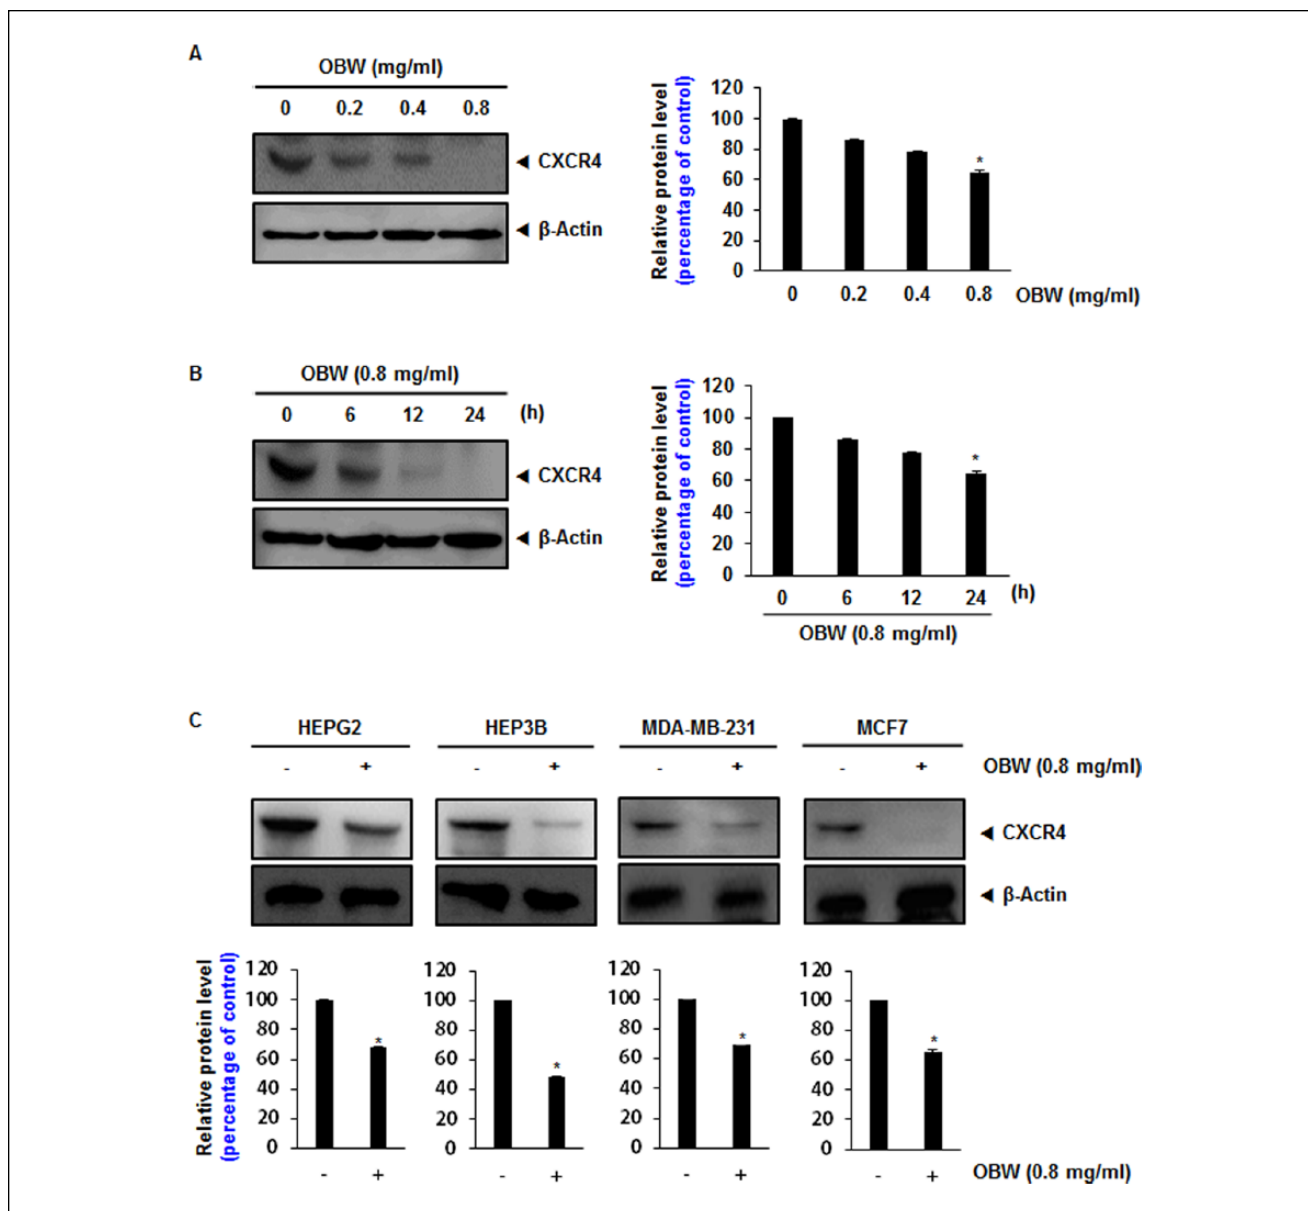 A
OBW (mg/ml)
0 0.2 0.4 0.8
◄ CXCR4
◄ β-Actin
Relative protein level
(percentage of control)
120
100
80
60
40
20
0
*
0 0.2 0.4 0.8 OBW (mg/ml)
B
OBW (0.8 mg/ml)
0 6 12 24 (h)
◄ CXCR4
◄ β-Actin
Relative protein level
(percentage of control)
120
100
80
60
40
20
0
*
0 6 12 24 (h)
OBW (0.8 mg/ml)
C
HEPG2 HEP3B MDA-MB-231 MCF7
- + - + - + - + OBW (0.8 mg/ml)
◄ CXCR4
◄ β-Actin
Relative protein level
(percentage of control)
120
100
80
60
40
20
0
*
- +
120
100
80
60
40
20
0
*
- +
120
100
80
60
40
20
0
*
- +
120
100
80
60
40
20
0
*
- +
OBW (0.8 mg/ml)